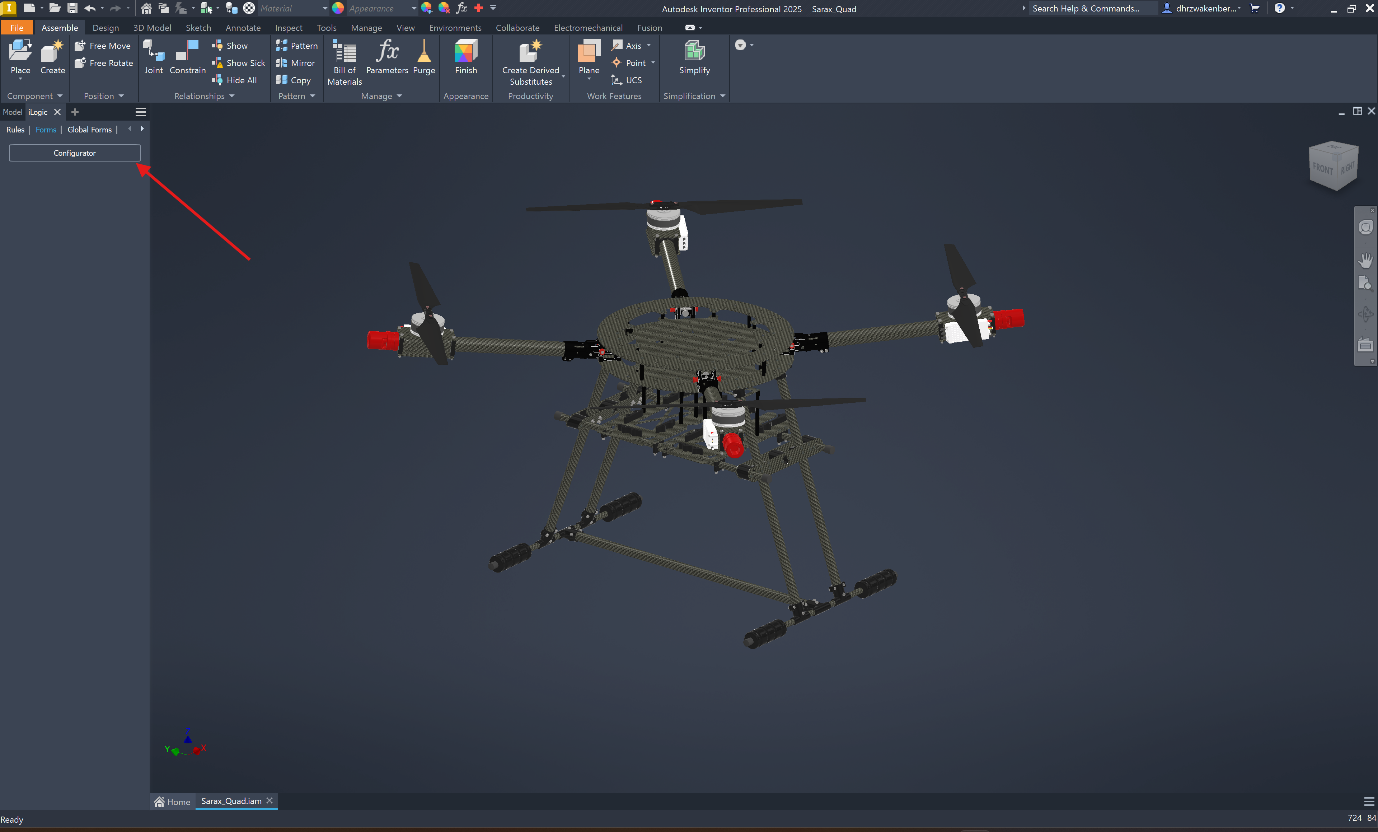 Material
Appearance
Autodesk Inventor Professional 2025 Sarax_Quad
Search Help & Commands...
dhrzwakenber...
File Assemble Design 3D Model Sketch Annotate Inspect Tools Manage View Environments Collaborate Electromechanical Fusion
Place
Create
Component
Free Move
Free Rotate
Position
Joint
Constrain
Show
Show Sick
Hide All
Relationships
Pattern
Mirror
Copy
Pattern
Bill of
Materials
Parameters
Purge
Manage
Finish
Appearance
Create Derived
Substitutes
Productivity
Plane
Axis
Point
UCS
Work Features
Simplify
Simplification
Model iLogic
Rules | Forms | Global Forms |
Configurator
FRONT
RIGHT
Z
Y
X
Home
Sarax_Quad.iam
Ready
724 84